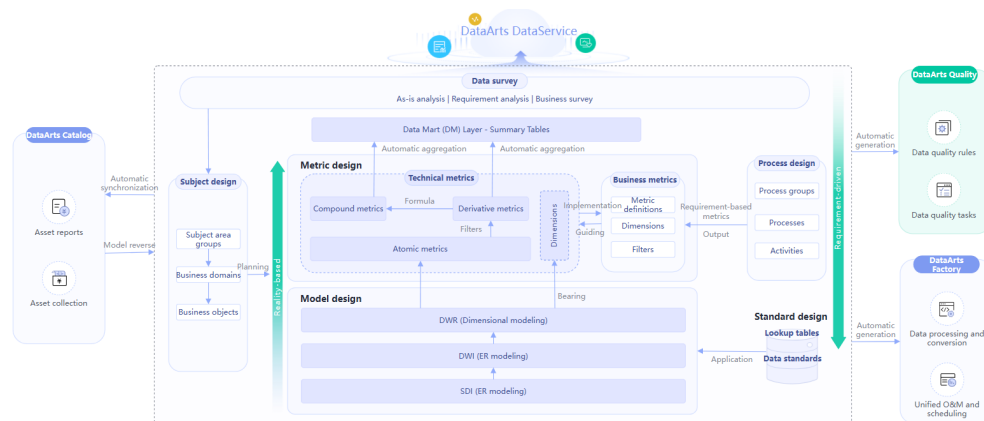 DataArts DataService
Data survey
As-is analysis | Requirement analysis | Business survey
DataArts Catalog
Asset reports
Asset collection
Automatic
synchronization
Model reverse
Subject design
Subject area
groups
Business domains
Business objects
Planning
Reality-based
Data Mart (DM) Layer - Summary Tables
Automatic aggregation
Automatic aggregation
Metric design
Technical metrics
Compound metrics
Formula
Derivative metrics
Filters
Atomic metrics
Dimensions
Implementation
Guiding
Business metrics
Metric
definitions
Dimensions
Filters
Requirement-based
metrics
Output
Process design
Process groups
Processes
Activities
Bearing
Model design
DWR (Dimensional modeling)
DWI (ER modeling)
SDI (ER modeling)
Standard design
Lookup tables
Data standards
Application
Requirement-driven
Automatic
generation
DataArts Quality
Data quality rules
Data quality tasks
Automatic
generation
DataArts
Factory
Data processing and
conversion
Unified O&M and
scheduling